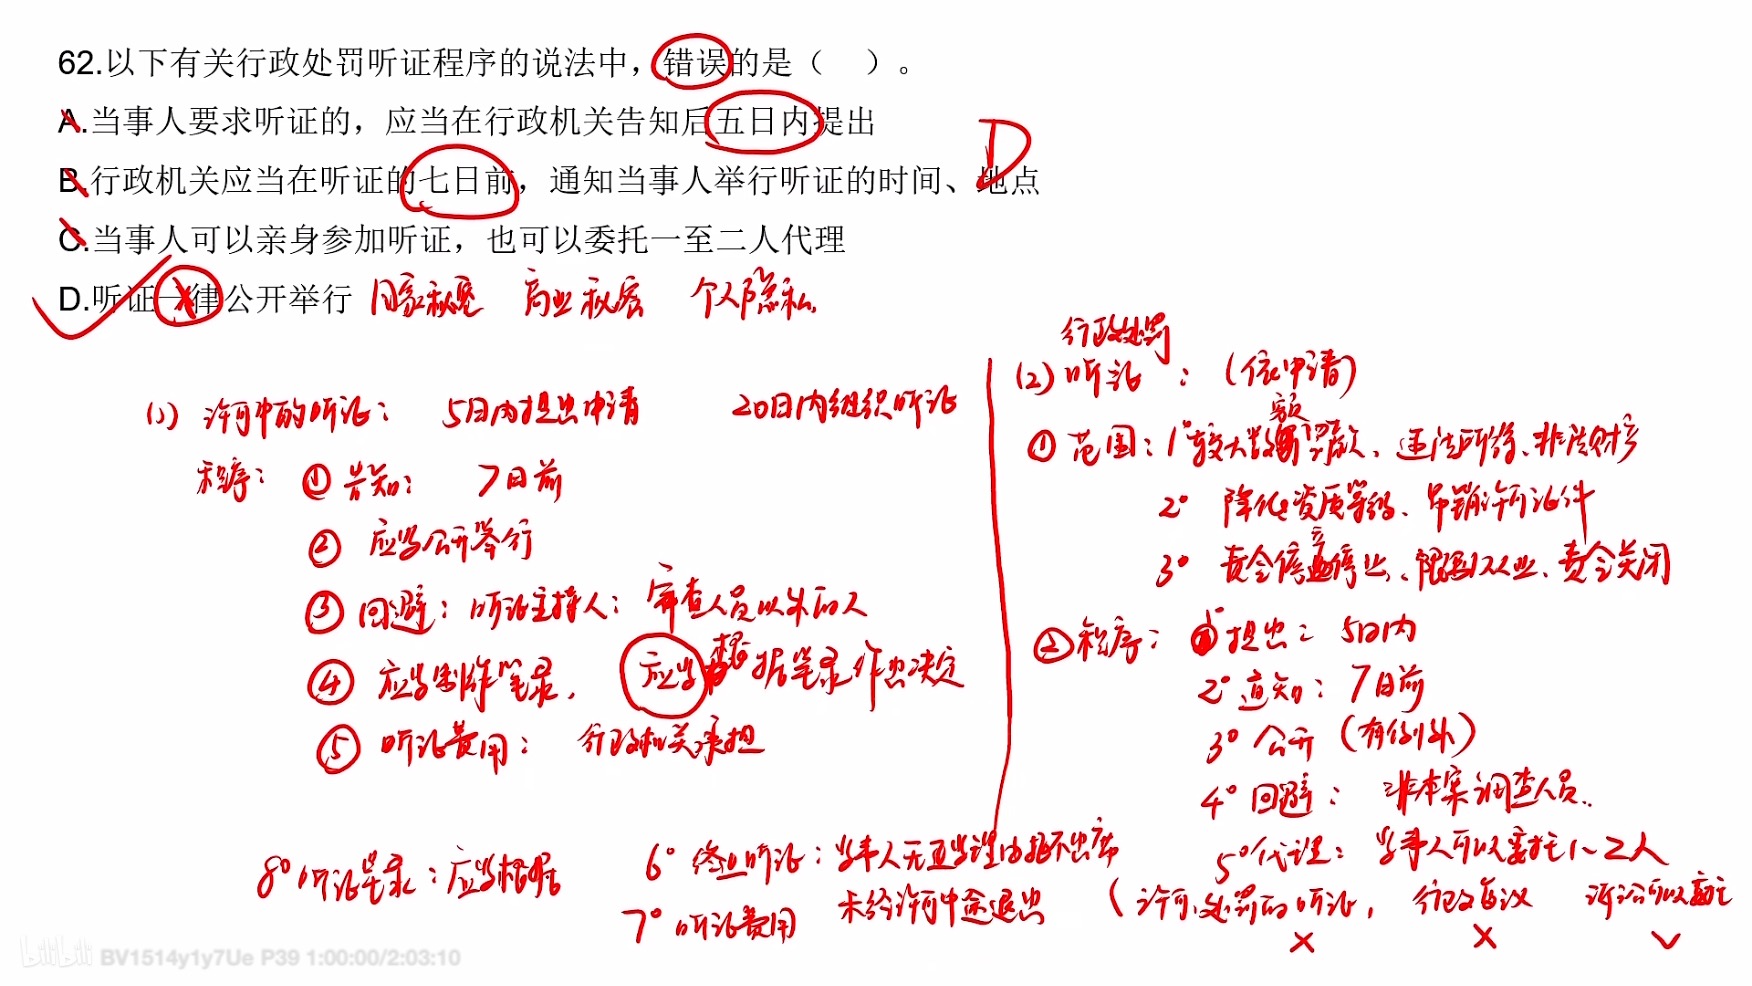 62.以下有关行政处罚听证程序的说法中，错误的是（ ）。
A.当事人要求听证的，应当在行政机关告知后五日内提出
D
B.行政机关应当在听证的七日前，通知当事人举行听证的时间、地点
C.当事人可以亲身参加听证，也可以委托一至二人代理
D.听证一律公开举行 国家秘密 商业秘密 个人隐私
(1) 许可中的听证： 5日内提出申请 20日内组织听证
程序： ① 告知： 7日前
② 应当公开举行
③ 回避：听证主持人：审查人员以外的人
④ 应当制作笔录， 应当根据笔录作出决定
⑤ 听证费用： 行政机关承担
行政处罚
(2) 听证 ：（依申请）
① 范围：1°较大数额罚款、违法所得、非法财产
2° 降低资质等级、吊销许可证件
3° 责令停产停业、限制从业、责令关闭
② 程序： 1°提出： 5日内
2° 通知： 7日前
3° 公开 （有例外）
4° 回避： 非本案调查人员.
5° 代理： 当事人可以委托1~2人
（许可、处罚的听证， 行政复议 诉讼可以
× × ✓
6° 终止听证：当事人无正当理由拒不出席
未经许可中途退出
7° 听证费用
8° 听证笔录：应当根据
bilibili BV1514y1y7Ue P39 1:00:00/2:03:10